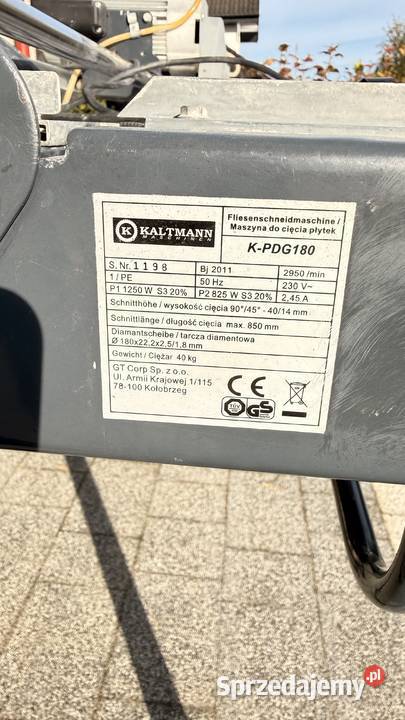 K KALTMANN
MASCHINEN
Fliesenschneidmaschine /
Maszyna do cięcia płytek
K-PDG180
S. Nr. 1198 Bj 2011 2950 /min
1 / PE 50 Hz 230 V~
P1 1250 W S3 20% P2 825 W S3 20% 2,45 A
Schnitthöhe / wysokość cięcia 90°/45° - 40/14 mm
Schnittlänge / długość cięcia max. 850 mm
Diamantscheibe / tarcza diamentowa
Ø 180x22,2x2,5/1,8 mm
Gewicht / Ciężar 40 kg
GT Corp Sp. z o.o.
Ul. Armii Krajowej 1/115
78-100 Kołobrzeg
CE
GS
Sprzedajemy.pl